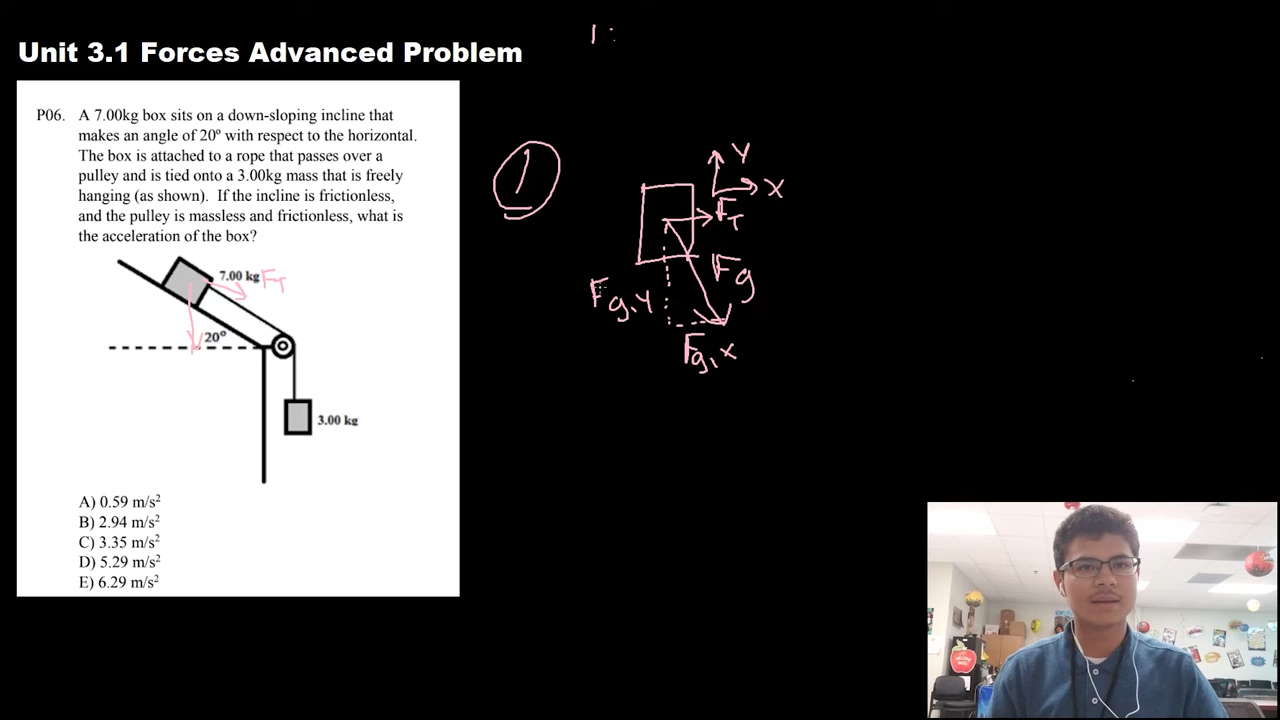 Unit 3.1 Forces Advanced Problem
P06. A 7.00kg box sits on a down-sloping incline that
makes an angle of 20º with respect to the horizontal.
The box is attached to a rope that passes over a
pulley and is tied onto a 3.00kg mass that is freely
hanging (as shown). If the incline is frictionless,
and the pulley is massless and frictionless, what is
the acceleration of the box?
7.00 kg FT
20º
3.00 kg
A) 0.59 m/s²
B) 2.94 m/s²
C) 3.35 m/s²
D) 5.29 m/s²
E) 6.29 m/s²
1 :
1
Y
X
FT
Fg
Fg,y
Fg,x